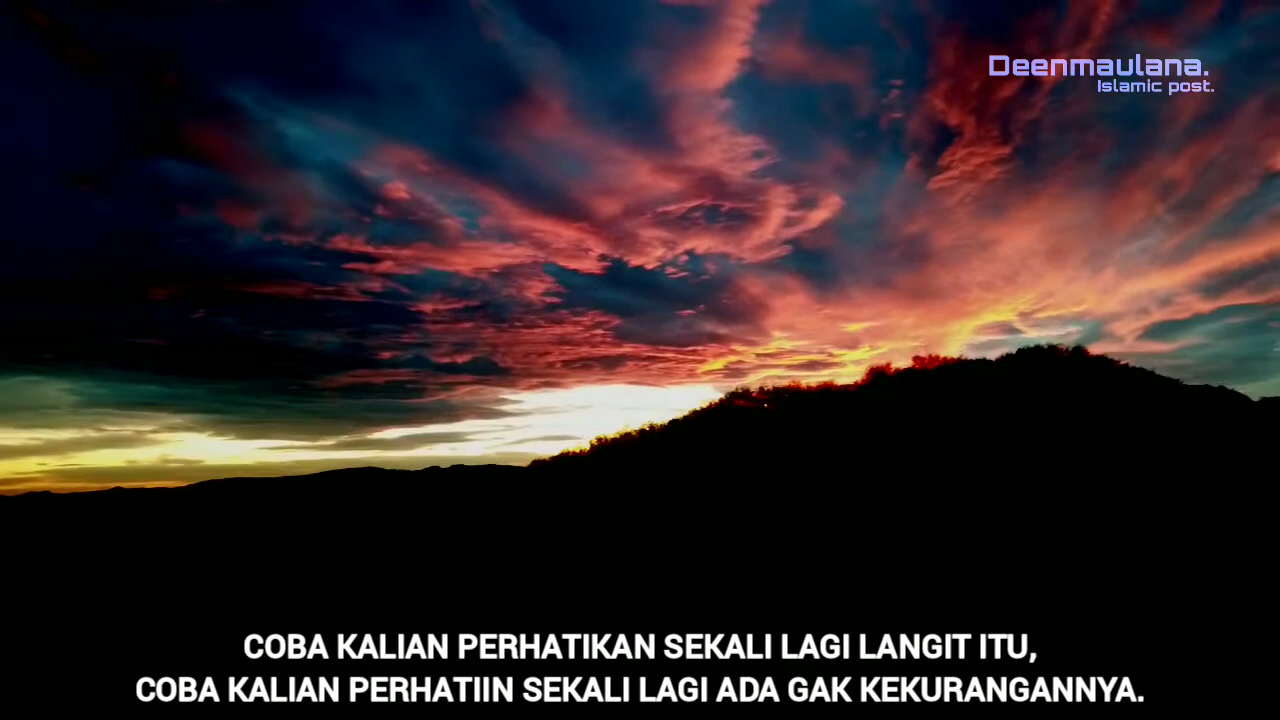 Deenmaulana.
Islamic post.
COBA KALIAN PERHATIKAN SEKALI LAGI LANGIT ITU,
COBA KALIAN PERHATIIN SEKALI LAGI ADA GAK KEKURANGANNYA.